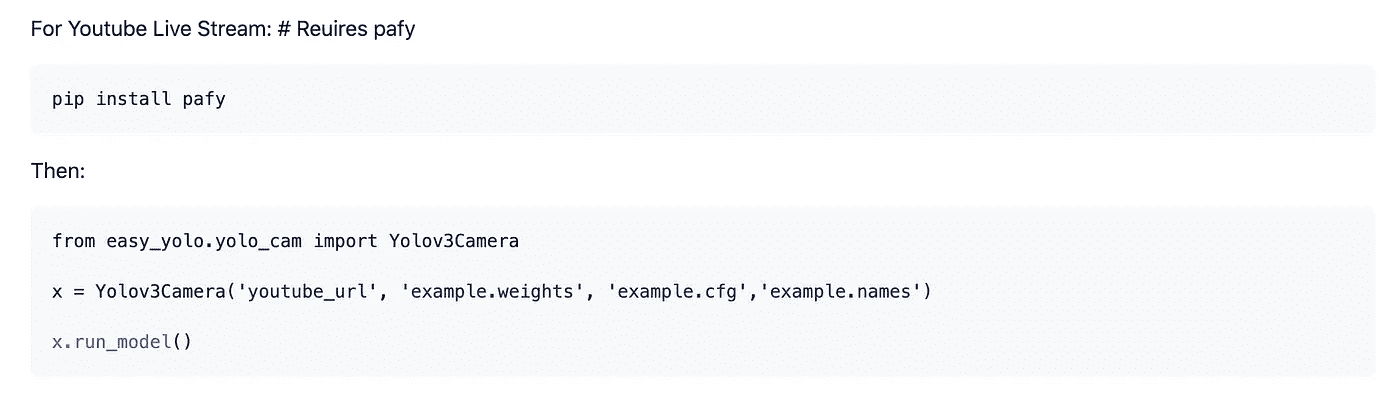 For Youtube Live Stream: # Reuires pafy
pip install pafy
Then:
from easy_yolo.yolo_cam import Yolov3Camera
x = Yolov3Camera('youtube_url', 'example.weights', 'example.cfg','example.names')
x.run_model()